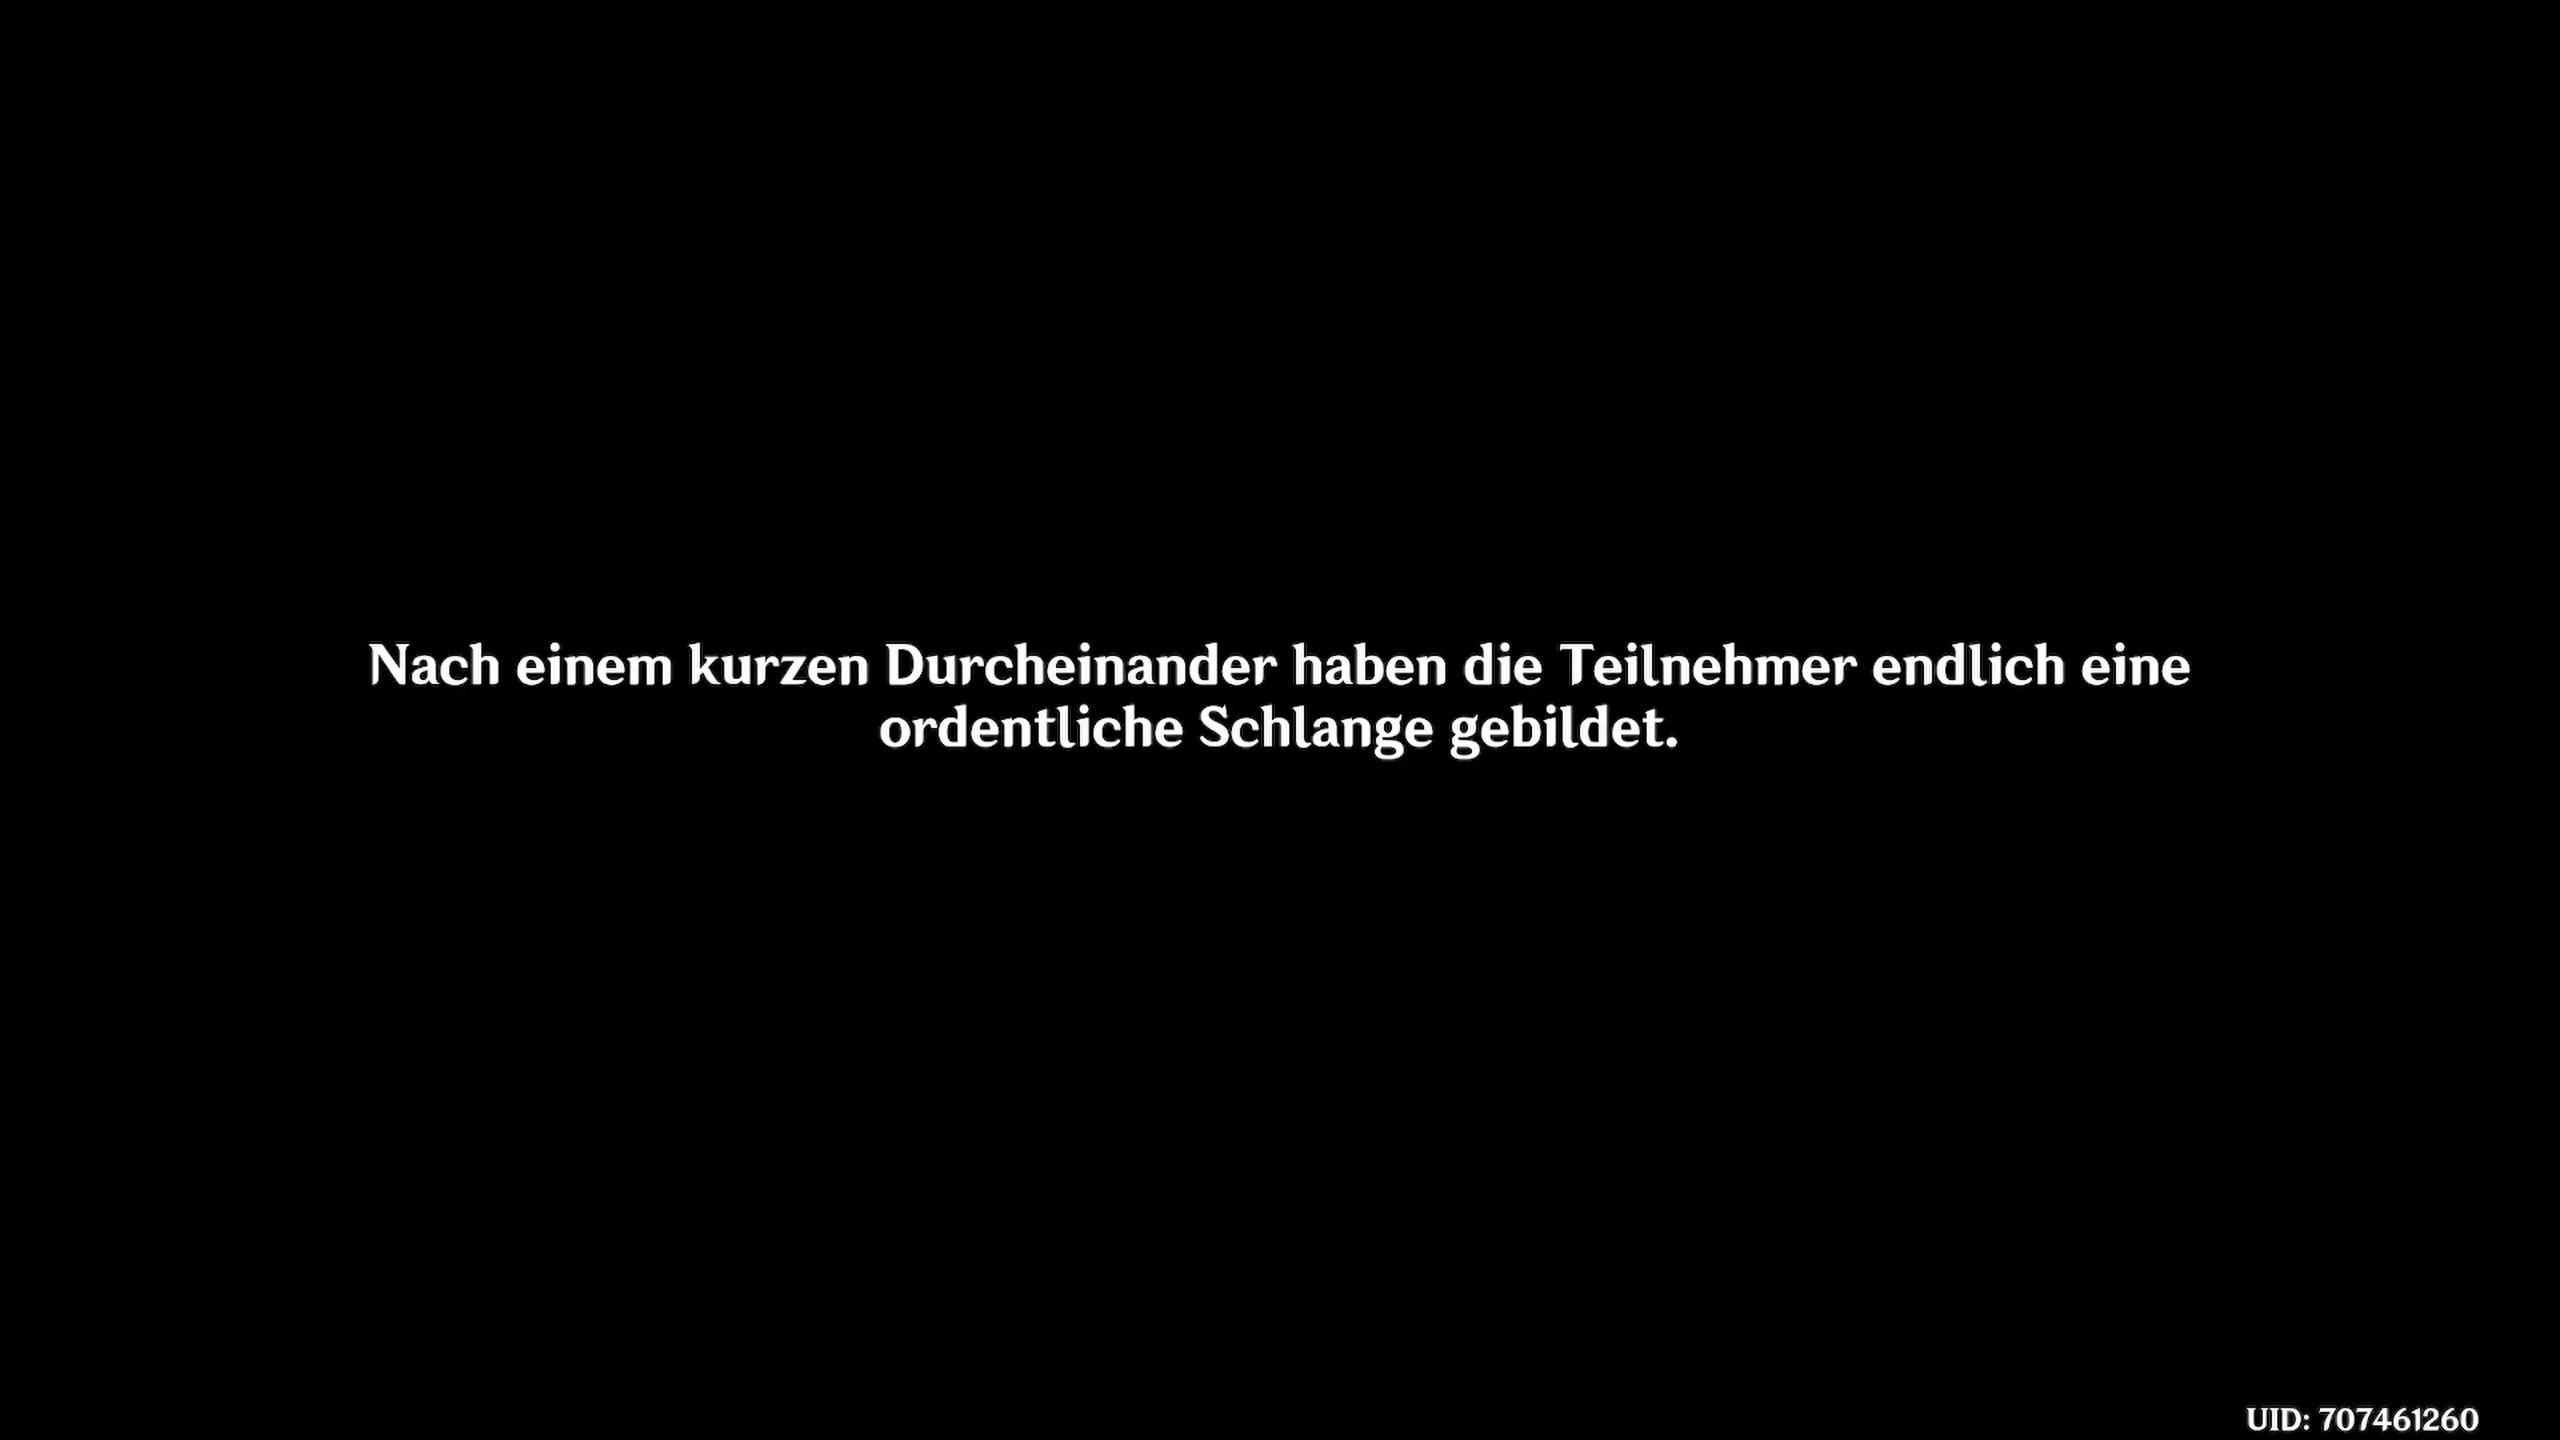 Nach einem kurzen Durcheinander haben die Teilnehmer endlich eine
ordentliche Schlange gebildet.
UID: 707461260